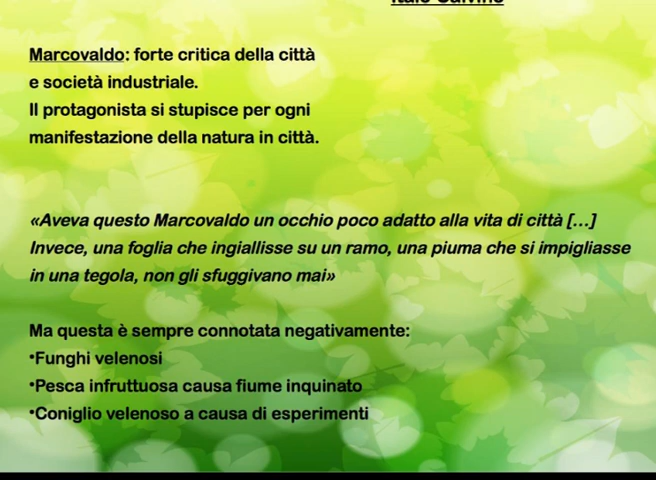 Italo Calvino
Marcovaldo: forte critica della città
e società industriale.
Il protagonista si stupisce per ogni
manifestazione della natura in città.
«Aveva questo Marcovaldo un occhio poco adatto alla vita di città [...]
Invece, una foglia che ingiallisse su un ramo, una piuma che si impigliasse
in una tegola, non gli sfuggivano mai»
Ma questa è sempre connotata negativamente:
•Funghi velenosi
•Pesca infruttuosa causa fiume inquinato
•Coniglio velenoso a causa di esperimenti